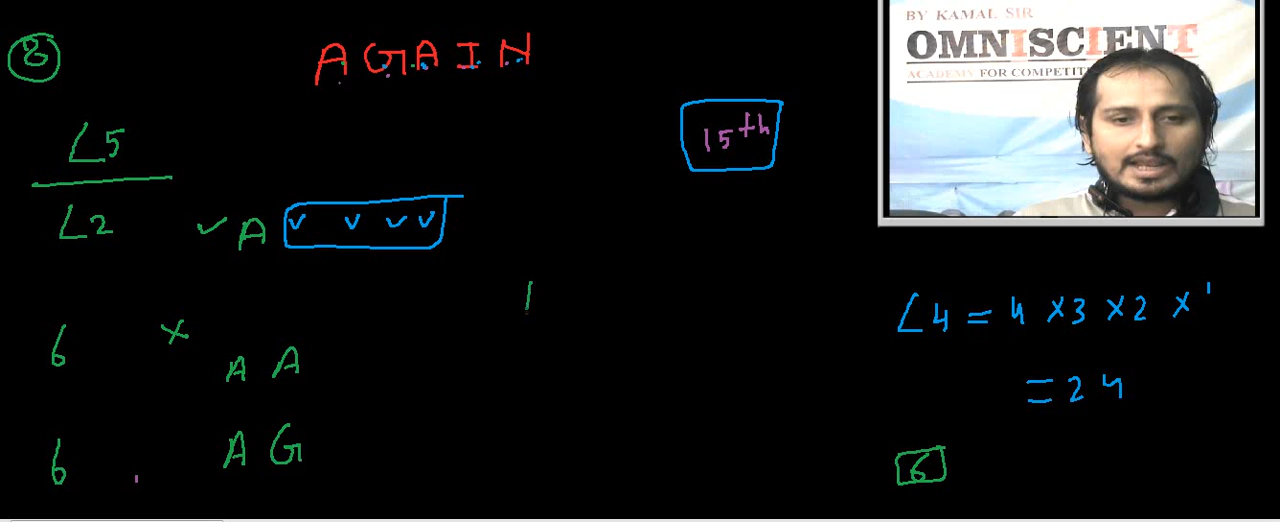 8
AGAIN
BY KAMAL SIR
OMNISCIENT
ACADEMY FOR COMPETIT
15th
∠5
∠2
A
∠4 = 4 × 3 × 2 × 1
= 24
6 × A A
6 A G
6